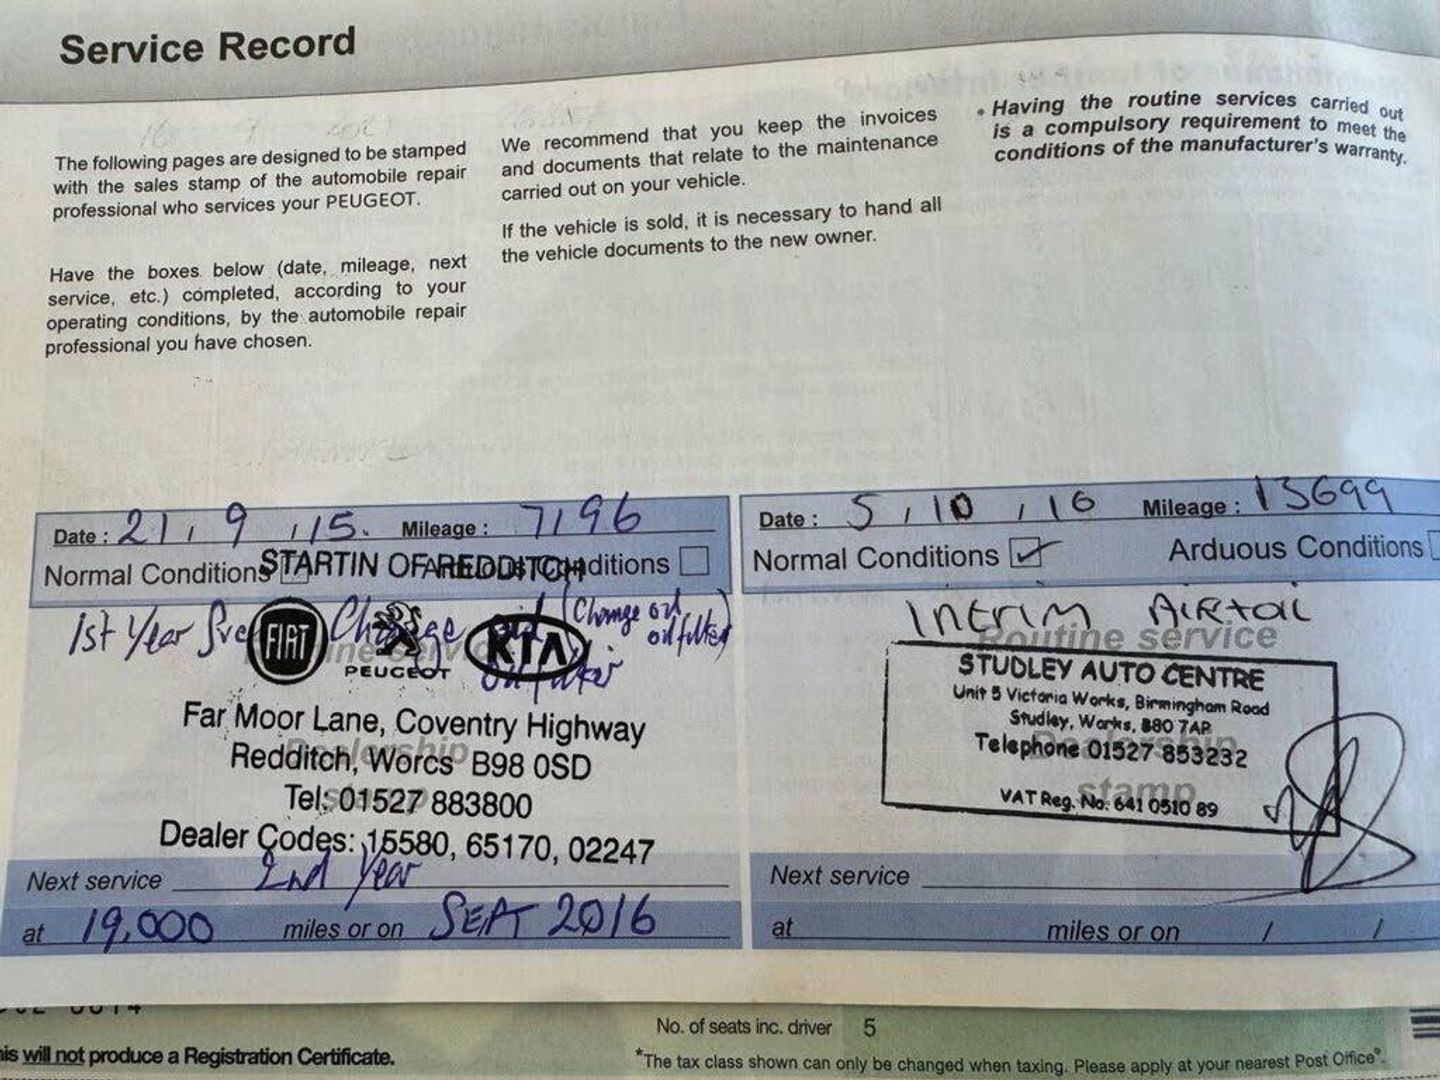 Service Record
The following pages are designed to be stamped
with the sales stamp of the automobile repair
professional who services your PEUGEOT.
Have the boxes below (date, mileage, next
service, etc.) completed, according to your
operating conditions, by the automobile repair
professional you have chosen.
We recommend that you keep the invoices
and documents that relate to the maintenance
carried out on your vehicle.
If the vehicle is sold, it is necessary to hand all
the vehicle documents to the new owner.
• Having the routine services carried out
is a compulsory requirement to meet the
conditions of the manufacturer's warranty.
Date : 21 , 9 , 15. Mileage : 7196
Normal Conditions Conditions
STARTIN OF REDDITCH
1st Year Change (Change oil
oil filter)
FIAT PEUGEOT KIA
oil filter
Far Moor Lane, Coventry Highway
Redditch, Worcs B98 0SD
Tel: 01527 883800
Dealer Codes: 15580, 65170, 02247
Next service 2nd Year
at 19,000 miles or on SEPT 2016
Date : 5 , 10 , 16 Mileage : 13699
Normal Conditions Arduous Conditions
INTRIM
Routine service
STUDLEY AUTO CENTRE
Unit 5 Victoria Works, Birmingham Road
Studley, Warks, B80 7AP
Telephone 01527 853232
Dealership
stamp
VAT Reg. No: 641 0510 89
Next service
at miles or on / /
No. of seats inc. driver 5
his will not produce a Registration Certificate.
*The tax class shown can only be changed when taxing. Please apply at your nearest Post Office®.